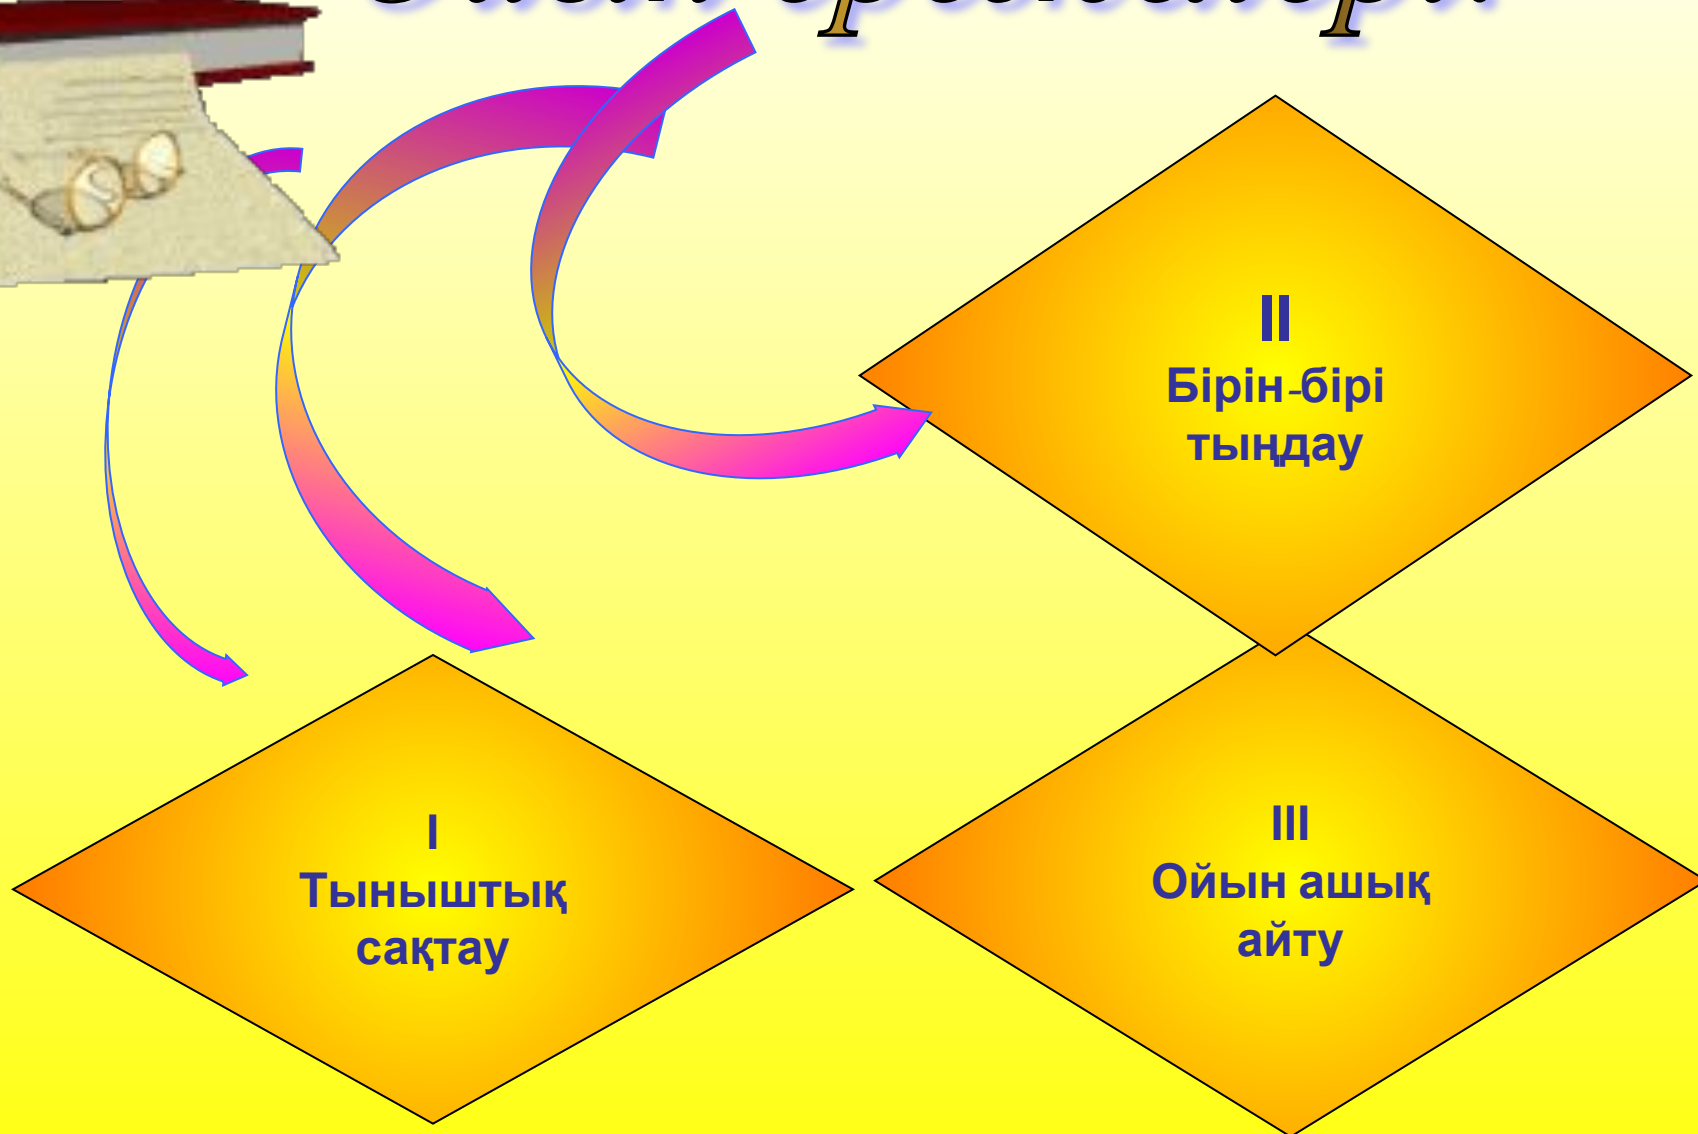 II
Бірін-бірі
тыңдау
I
Тыныштық
сақтау
III
Ойын ашық
айту